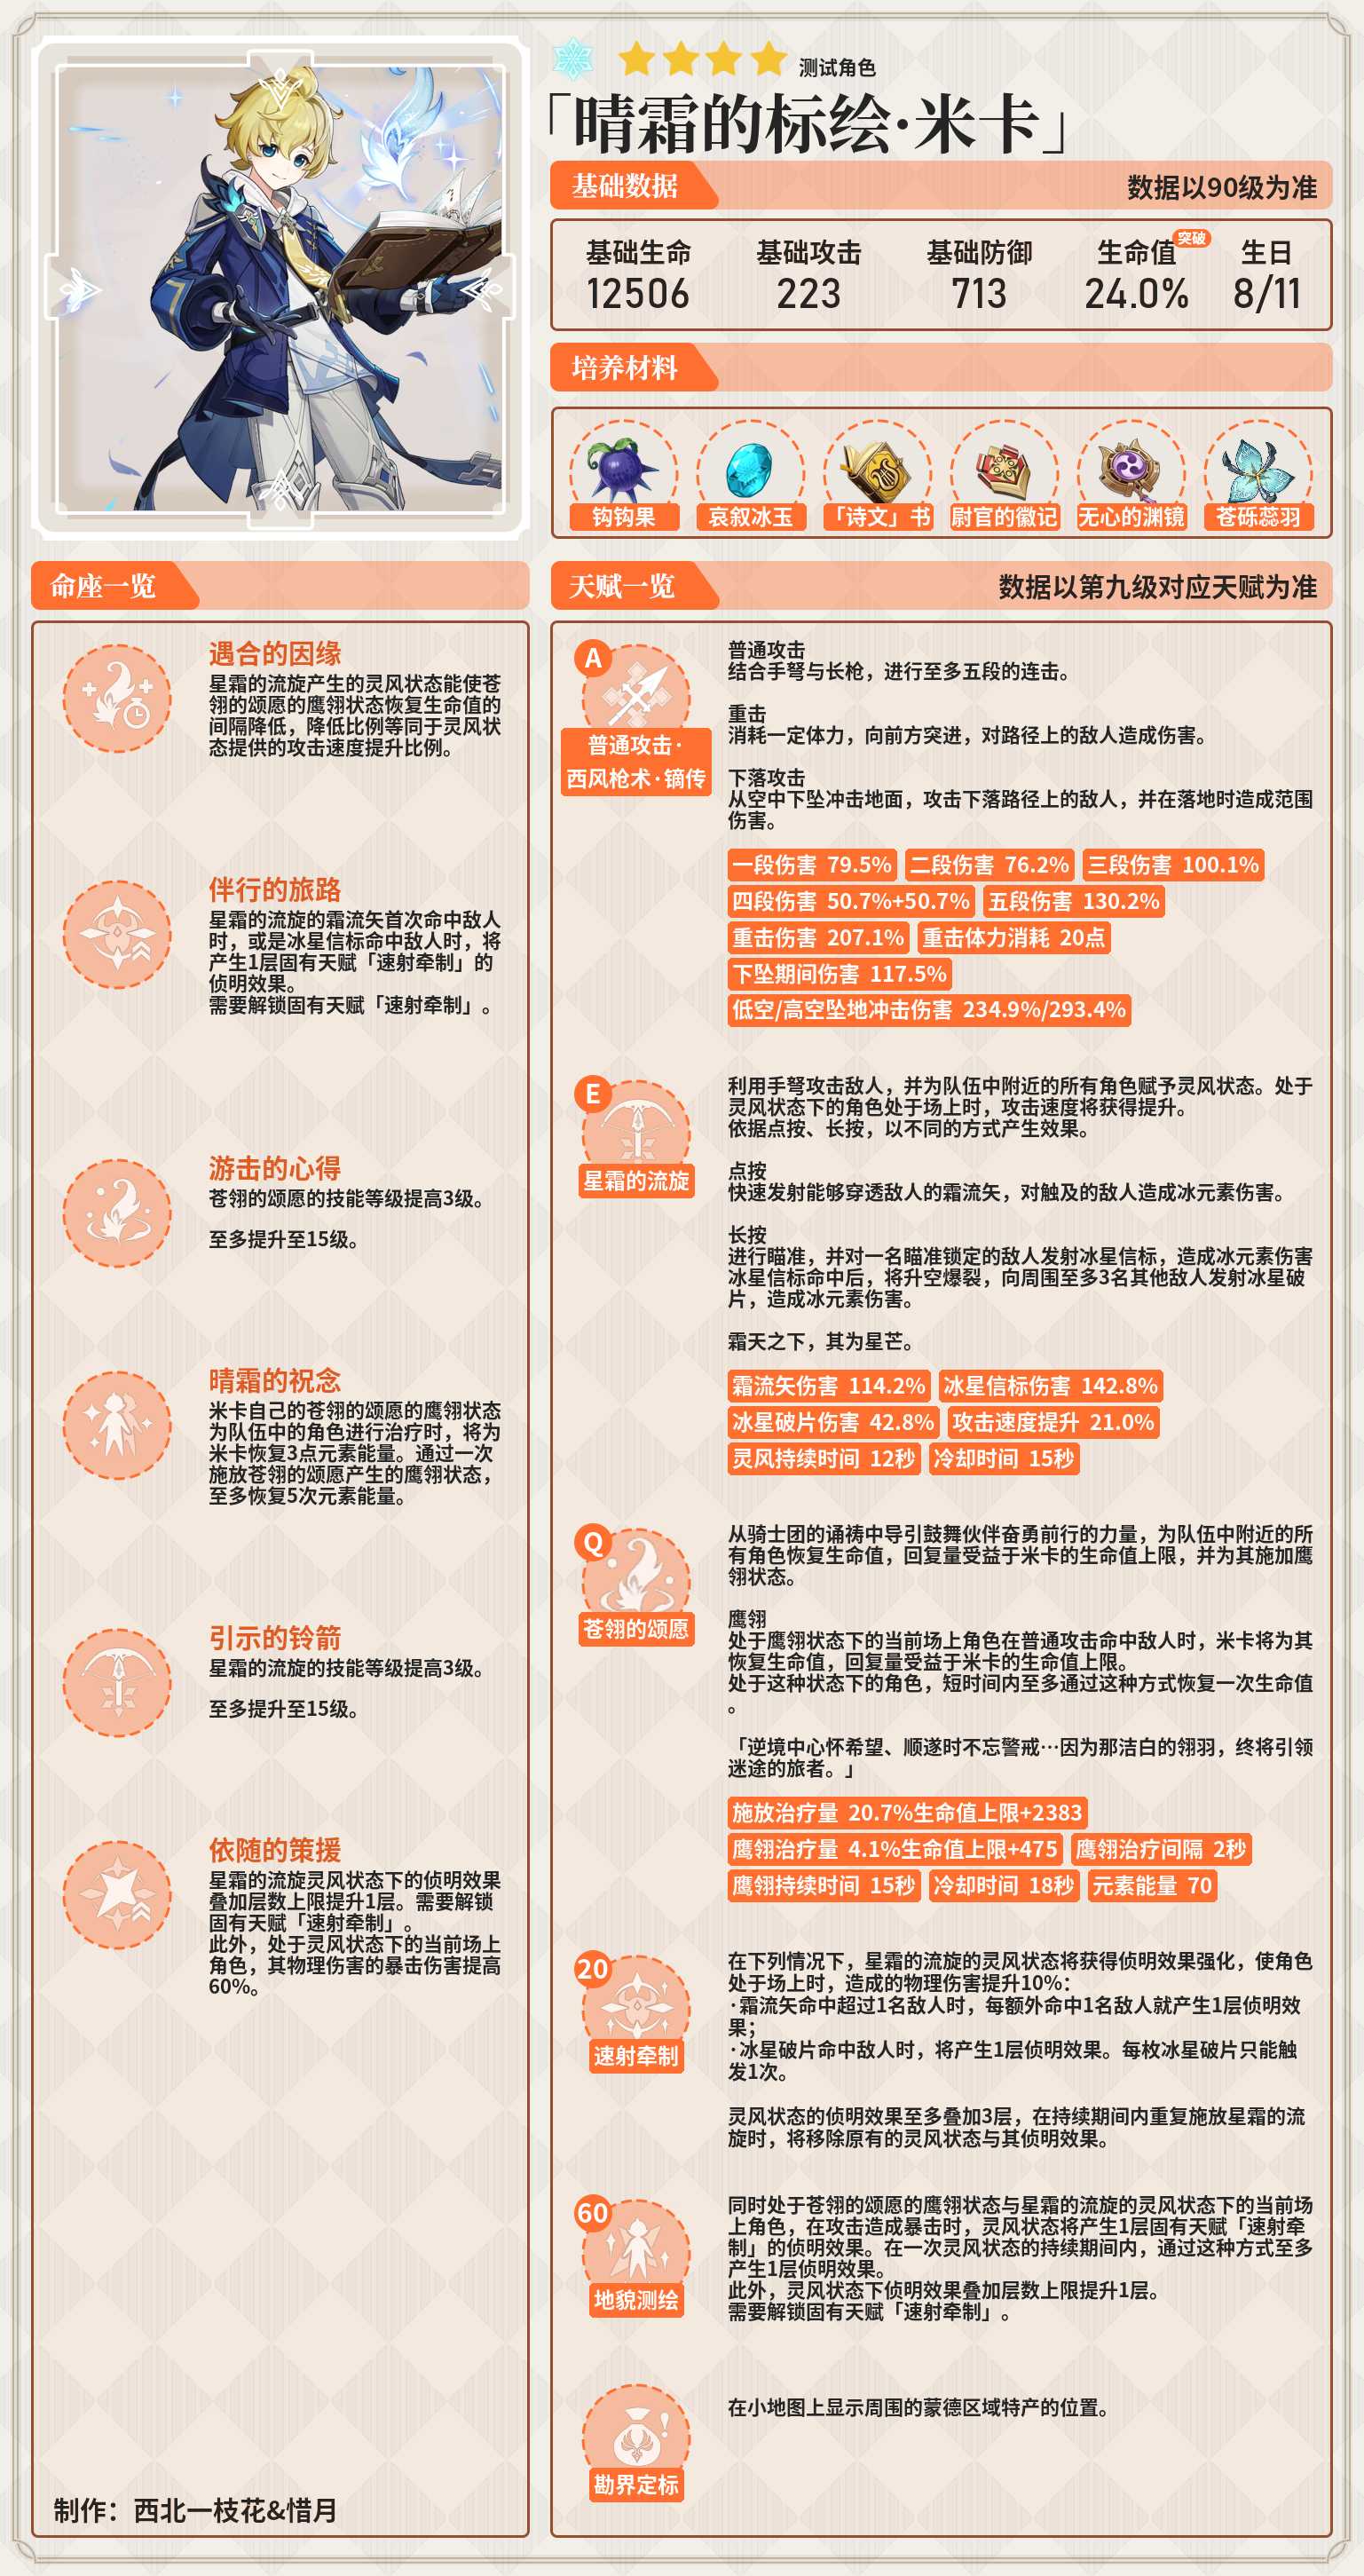 测试角色
「晴霜的标绘·米卡」
基础数据
数据以90级为准
基础生命
12506
基础攻击
223
基础防御
713
生命值
突破
24.0%
生日
8/11
培养材料
钩钩果
哀叙冰玉
「诗文」书
尉官的徽记
无心的渊镜
苍砾蕊羽
命座一览
遇合的因缘
星霜的流旋产生的灵风状态能使苍
翎的颂愿的鹰翎状态恢复生命值的
间隔降低，降低比例等同于灵风状
态提供的攻击速度提升比例。
伴行的旅路
星霜的流旋的霜流矢首次命中敌人
时，或是冰星信标命中敌人时，将
产生1层固有天赋「速射牵制」的
侦明效果。
需要解锁固有天赋「速射牵制」。
游击的心得
苍翎的颂愿的技能等级提高3级。
至多提升至15级。
晴霜的祝念
米卡自己的苍翎的颂愿的鹰翎状态
为队伍中的角色进行治疗时，将为
米卡恢复3点元素能量。通过一次
施放苍翎的颂愿产生的鹰翎状态，
至多恢复5次元素能量。
引示的铃箭
星霜的流旋的技能等级提高3级。
至多提升至15级。
依随的策援
星霜的流旋灵风状态下的侦明效果
叠加层数上限提升1层。需要解锁
固有天赋「速射牵制」。
此外，处于灵风状态下的当前场上
角色，其物理伤害的暴击伤害提高
60%。
制作：西北一枝花&惜月
天赋一览
数据以第九级对应天赋为准
A
普通攻击·
西风枪术·镝传
普通攻击
结合手弩与长枪，进行至多五段的连击。
重击
消耗一定体力，向前方突进，对路径上的敌人造成伤害。
下落攻击
从空中下坠冲击地面，攻击下落路径上的敌人，并在落地时造成范围
伤害。
一段伤害 79.5% 二段伤害 76.2% 三段伤害 100.1%
四段伤害 50.7%+50.7% 五段伤害 130.2%
重击伤害 207.1% 重击体力消耗 20点
下坠期间伤害 117.5%
低空/高空坠地冲击伤害 234.9%/293.4%
E
星霜的流旋
利用手弩攻击敌人，并为队伍中附近的所有角色赋予灵风状态。处于
灵风状态下的角色处于场上时，攻击速度将获得提升。
依据点按、长按，以不同的方式产生效果。
点按
快速发射能够穿透敌人的霜流矢，对触及的敌人造成冰元素伤害。
长按
进行瞄准，并对一名瞄准锁定的敌人发射冰星信标，造成冰元素伤害
冰星信标命中后，将升空爆裂，向周围至多3名其他敌人发射冰星破
片，造成冰元素伤害。
霜天之下，其为星芒。
霜流矢伤害 114.2% 冰星信标伤害 142.8%
冰星破片伤害 42.8% 攻击速度提升 21.0%
灵风持续时间 12秒 冷却时间 15秒
Q
苍翎的颂愿
从骑士团的诵祷中导引鼓舞伙伴奋勇前行的力量，为队伍中附近的所
有角色恢复生命值，回复量受益于米卡的生命值上限，并为其施加鹰
翎状态。
鹰翎
处于鹰翎状态下的当前场上角色在普通攻击命中敌人时，米卡将为其
恢复生命值，回复量受益于米卡的生命值上限。
处于这种状态下的角色，短时间内至多通过这种方式恢复一次生命值
。
「逆境中心怀希望、顺遂时不忘警戒…因为那洁白的翎羽，终将引领
迷途的旅者。」
施放治疗量 20.7%生命值上限+2383
鹰翎治疗量 4.1%生命值上限+475 鹰翎治疗间隔 2秒
鹰翎持续时间 15秒 冷却时间 18秒 元素能量 70
20
速射牵制
在下列情况下，星霜的流旋的灵风状态将获得侦明效果强化，使角色
处于场上时，造成的物理伤害提升10%：
·霜流矢命中超过1名敌人时，每额外命中1名敌人就产生1层侦明效
果；
·冰星破片命中敌人时，将产生1层侦明效果。每枚冰星破片只能触
发1次。
灵风状态的侦明效果至多叠加3层，在持续期间内重复施放星霜的流
旋时，将移除原有的灵风状态与其侦明效果。
60
地貌测绘
同时处于苍翎的颂愿的鹰翎状态与星霜的流旋的灵风状态下的当前场
上角色，在攻击造成暴击时，灵风状态将产生1层固有天赋「速射牵
制」的侦明效果。在一次灵风状态的持续期间内，通过这种方式至多
产生1层侦明效果。
此外，灵风状态下侦明效果叠加层数上限提升1层。
需要解锁固有天赋「速射牵制」。
勘界定标
在小地图上显示周围的蒙德区域特产的位置。